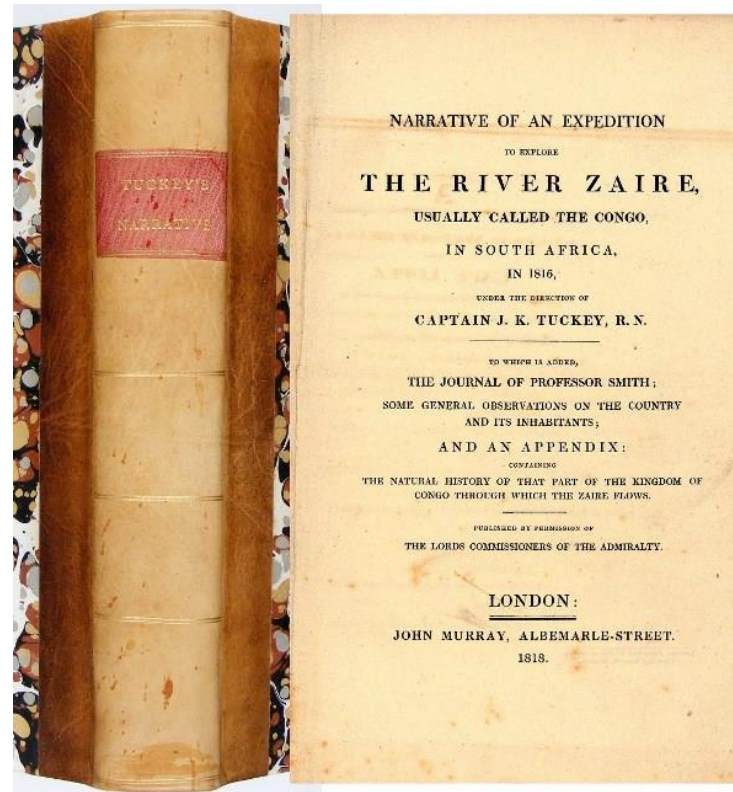 TUCKEY'S
NARRATIVE
NARRATIVE OF AN EXPEDITION
TO EXPLORE
THE RIVER ZAIRE,
USUALLY CALLED THE CONGO,
IN SOUTH AFRICA,
IN 1816,
UNDER THE DIRECTION OF
CAPTAIN J. K. TUCKEY, R. N.
TO WHICH IS ADDED,
THE JOURNAL OF PROFESSOR SMITH;
SOME GENERAL OBSERVATIONS ON THE COUNTRY
AND ITS INHABITANTS;
AND AN APPENDIX:
CONTAINING
THE NATURAL HISTORY OF THAT PART OF THE KINGDOM OF
CONGO THROUGH WHICH THE ZAIRE FLOWS.
PUBLISHED BY PERMISSION OF
THE LORDS COMMISSIONERS OF THE ADMIRALTY.
LONDON:
JOHN MURRAY, ALBEMARLE-STREET.
1818.